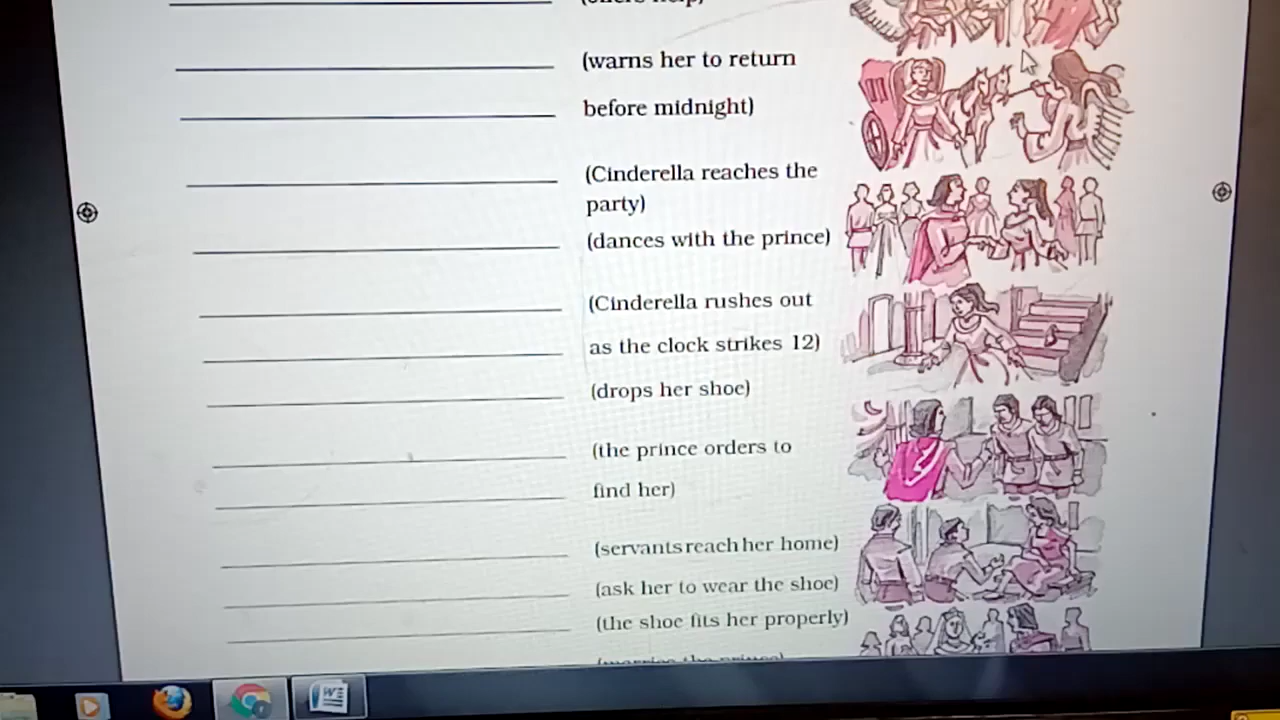 (warns her to return
before midnight)
(Cinderella reaches the
party)
(dances with the prince)
(Cinderella rushes out
as the clock strikes 12)
(drops her shoe)
(the prince orders to
find her)
(servants reach her home)
(ask her to wear the shoe)
(the shoe fits her properly)